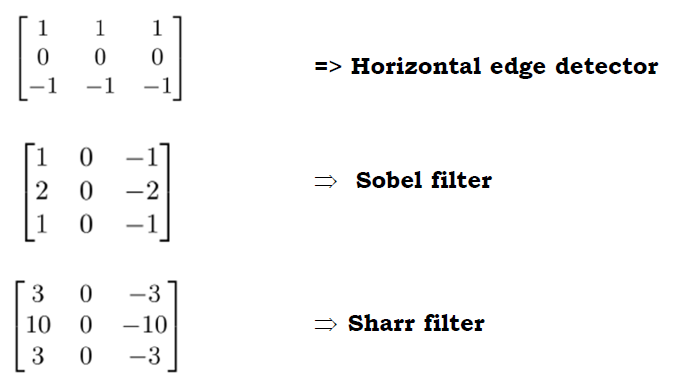 1 1 1
0 0 0
−1 −1 −1
=> Horizontal edge detector
1 0 −1
2 0 −2
1 0 −1
⇒ Sobel filter
3 0 −3
10 0 −10
3 0 −3
⇒ Sharr filter